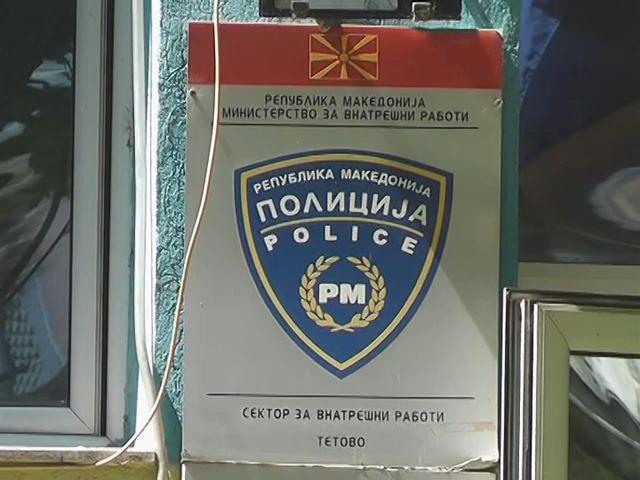 РЕПУБЛИКА МАКЕДОНИЈА
МИНИСТЕРСТВО ЗА ВНАТРЕШНИ РАБОТИ
РЕПУБЛИКА МАКЕДОНИЈА
ПОЛИЦИЈА
POLICE
РМ
СЕКТОР ЗА ВНАТРЕШНИ РАБОТИ
ТЕТОВО